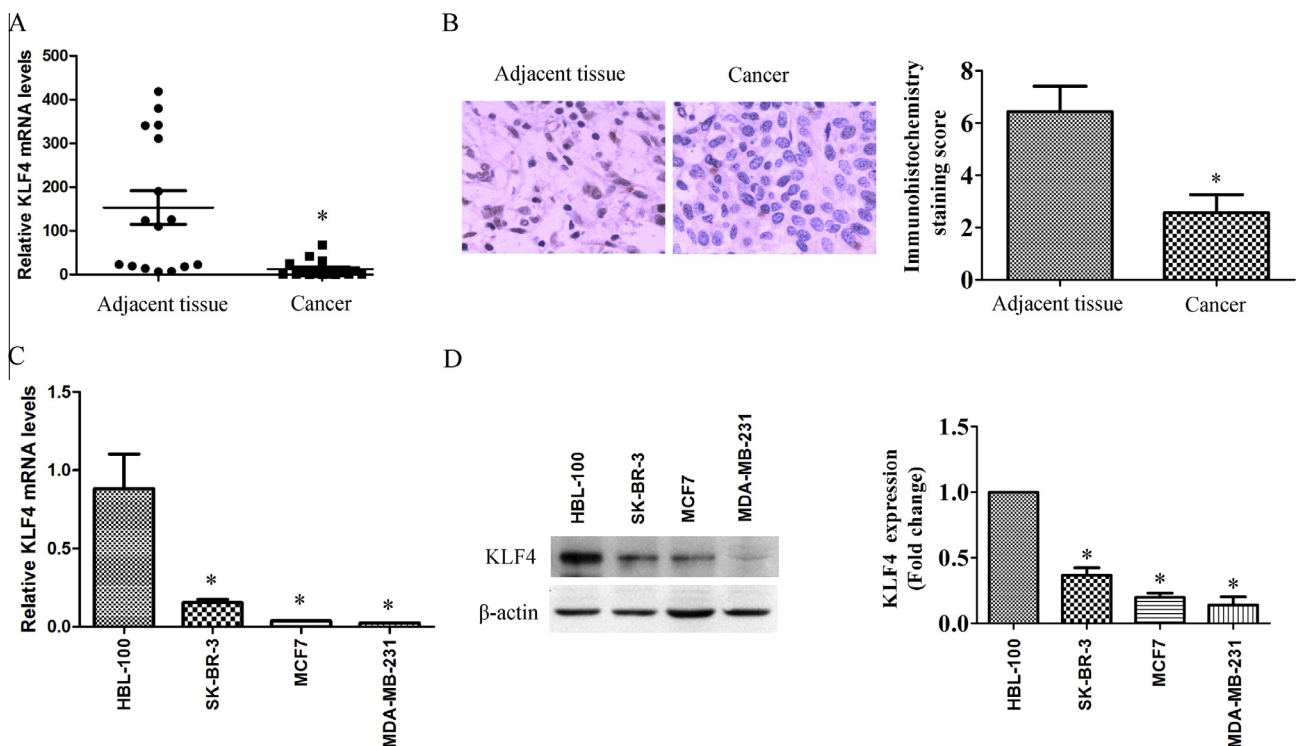 A
Relative KLF4 mRNA levels
500
400
300
200
100
0
*
Adjacent tissue
Cancer
B
Adjacent tissue
Cancer
Immunohistochemistry
staining score
8
6
4
2
0
*
Adjacent tissue
Cancer
C
Relative KLF4 mRNA levels
1.5
1.0
0.5
0.0
*
*
*
HBL-100
SK-BR-3
MCF7
MDA-MB-231
D
HBL-100
SK-BR-3
MCF7
MDA-MB-231
KLF4
β-actin
KLF4 expression
(Fold change)
1.5
1.0
0.5
0.0
*
*
*
HBL-100
SK-BR-3
MCF7
MDA-MB-231